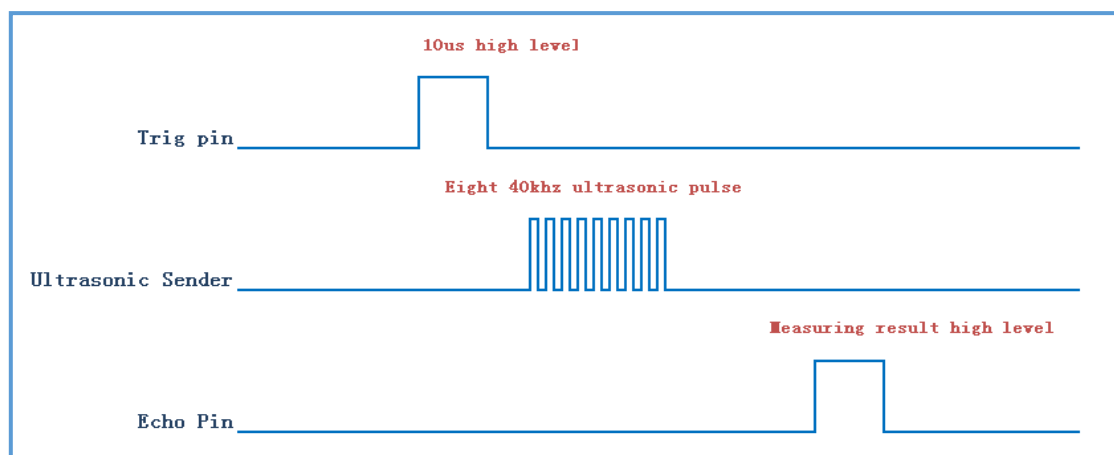 10us high level
Trig pin
Eight 40khz ultrasonic pulse
Ultrasonic Sender
Measuring result high level
Echo Pin